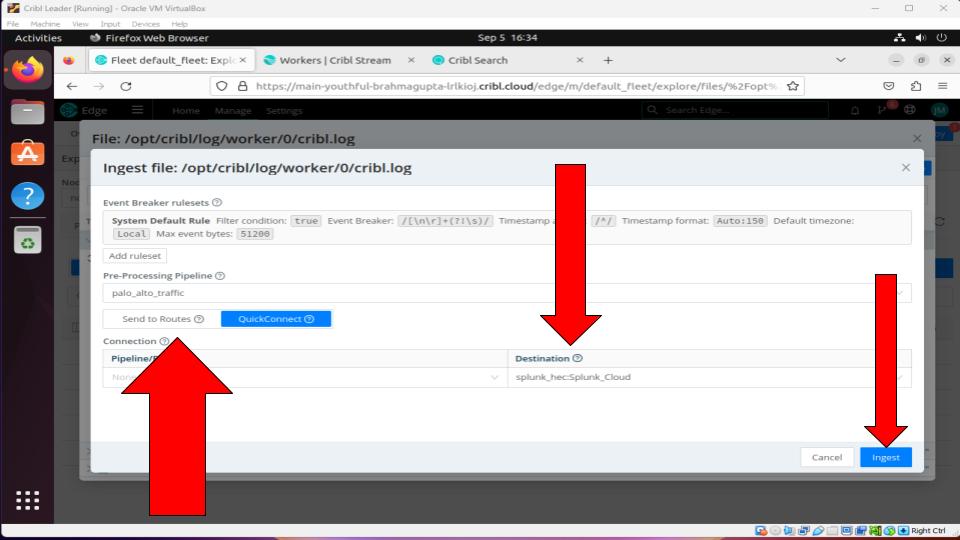 Cribl Leader [Running] - Oracle VM VirtualBox
File Machine View Input Devices Help
Activities Firefox Web Browser Sep 5 16:34
Fleet default_fleet: Explo Workers | Cribl Stream Cribl Search
https://main-youthful-brahmagupta-lrlkioj.cribl.cloud/edge/m/default_fleet/explore/files/%2Fopt%
Edge Home Manage Settings Search Edge... JM
File: /opt/cribl/log/worker/0/cribl.log
Ingest file: /opt/cribl/log/worker/0/cribl.log
Event Breaker rulesets
System Default Rule Filter condition: true Event Breaker: /[\n\r]+(?!\s)/ Timestamp a /^/ Timestamp format: Auto:150 Default timezone:
Local Max event bytes: 51200
Add ruleset
Pre-Processing Pipeline
palo_alto_traffic
Send to Routes QuickConnect
Connection
Pipeline/ Destination
None splunk_hec:Splunk_Cloud
Cancel Ingest
Right Ctrl